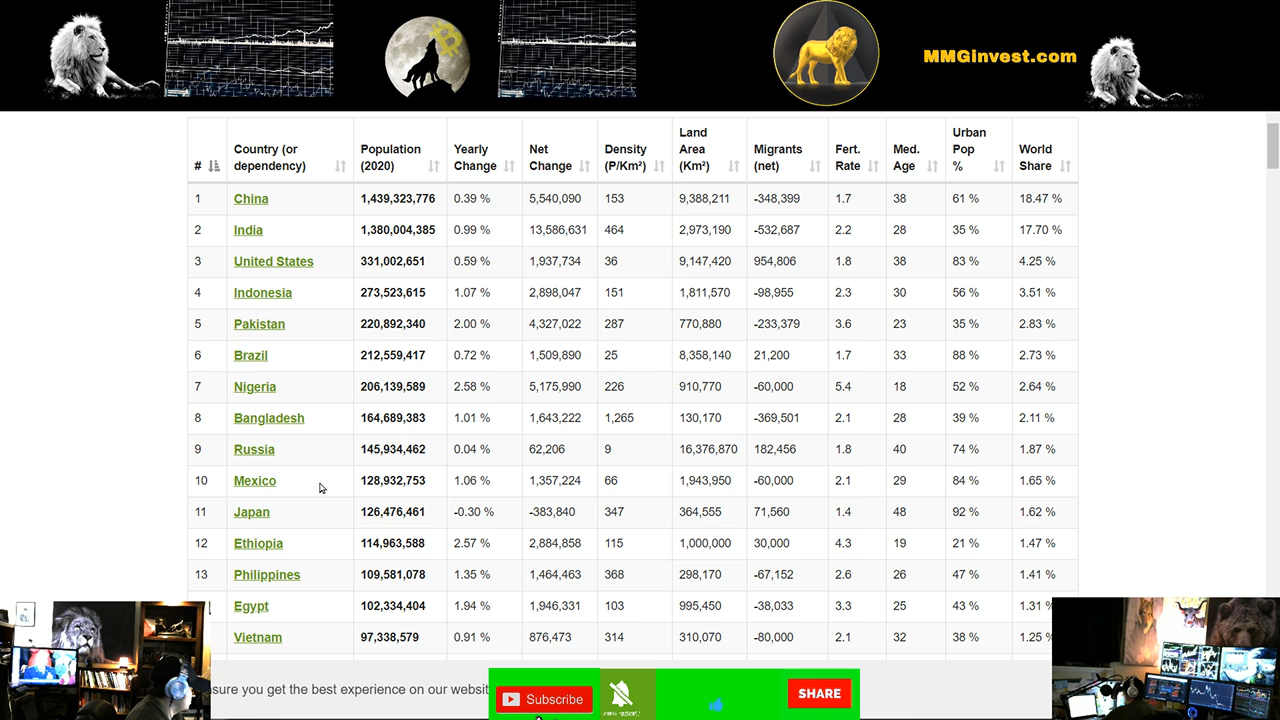 MMGinvest.com
# Country (or dependency) Population (2020) Yearly Change Net Change Density (P/Km²) Land Area (Km²) Migrants (net) Fert. Rate Med. Age Urban Pop % World Share
1 China 1,439,323,776 0.39 % 5,540,090 153 9,388,211 -348,399 1.7 38 61 % 18.47 %
2 India 1,380,004,385 0.99 % 13,586,631 464 2,973,190 -532,687 2.2 28 35 % 17.70 %
3 United States 331,002,651 0.59 % 1,937,734 36 9,147,420 954,806 1.8 38 83 % 4.25 %
4 Indonesia 273,523,615 1.07 % 2,898,047 151 1,811,570 -98,955 2.3 30 56 % 3.51 %
5 Pakistan 220,892,340 2.00 % 4,327,022 287 770,880 -233,379 3.6 23 35 % 2.83 %
6 Brazil 212,559,417 0.72 % 1,509,890 25 8,358,140 21,200 1.7 33 88 % 2.73 %
7 Nigeria 206,139,589 2.58 % 5,175,990 226 910,770 -60,000 5.4 18 52 % 2.64 %
8 Bangladesh 164,689,383 1.01 % 1,643,222 1,265 130,170 -369,501 2.1 28 39 % 2.11 %
9 Russia 145,934,462 0.04 % 62,206 9 16,376,870 182,456 1.8 40 74 % 1.87 %
10 Mexico 128,932,753 1.06 % 1,357,224 66 1,943,950 -60,000 2.1 29 84 % 1.65 %
11 Japan 126,476,461 -0.30 % -383,840 347 364,555 71,560 1.4 48 92 % 1.62 %
12 Ethiopia 114,963,588 2.57 % 2,884,858 115 1,000,000 30,000 4.3 19 21 % 1.47 %
13 Philippines 109,581,078 1.35 % 1,464,463 368 298,170 -67,152 2.6 26 47 % 1.41 %
Egypt 102,334,404 1.94 % 1,946,331 103 995,450 -38,033 3.3 25 43 % 1.31 %
Vietnam 97,338,579 0.91 % 876,473 314 310,070 -80,000 2.1 32 38 % 1.25 %
sure you get the best experience on our websit
Subscribe
SHARE